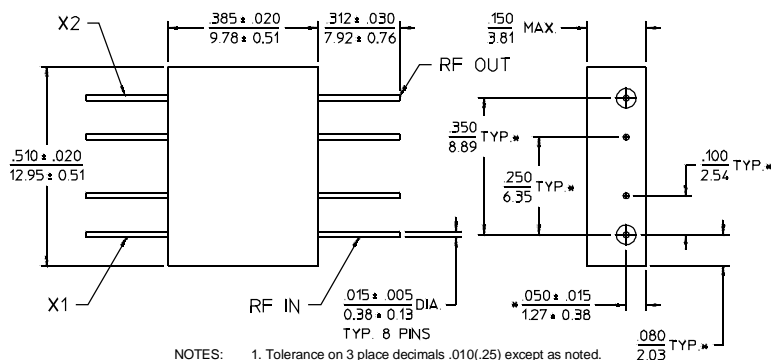 X2
.385 ± .020
9.78 ± 0.51
.312 ± .030
7.92 ± 0.76
RF OUT
.150
3.81
MAX.
.510 ± .020
12.95 ± 0.51
.350
8.89
TYP.*
.250
6.35
TYP.*
.100
2.54
TYP.*
X1
RF IN
.015 ± .005
0.38 ± 0.13
DIA.
TYP. 8 PINS
* .050 ± .015
1.27 ± 0.38
.080
2.03
TYP.*
NOTES: 1. Tolerance on 3 place decimals .010(.25) except as noted.